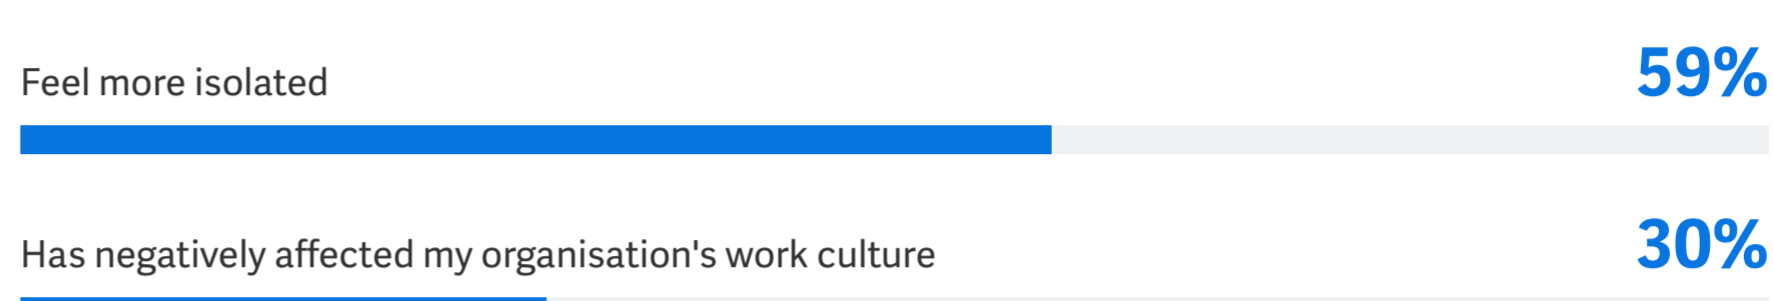 Feel more isolated 59%
Has negatively affected my organisation's work culture 30%